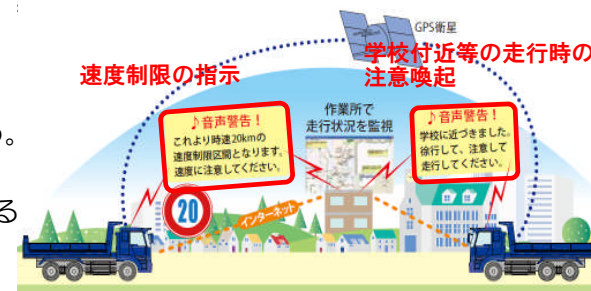 GPS衛星
学校付近等の走行時の
注意喚起
速度制限の指示
作業所で
走行状況を監視
♪音声警告！
これより時速20kmの
速度制限区間となります。
速度に注意してください。
♪音声警告！
学校に近づきました。
徐行して、注意して
走行してください。
。
る
20
インターネット